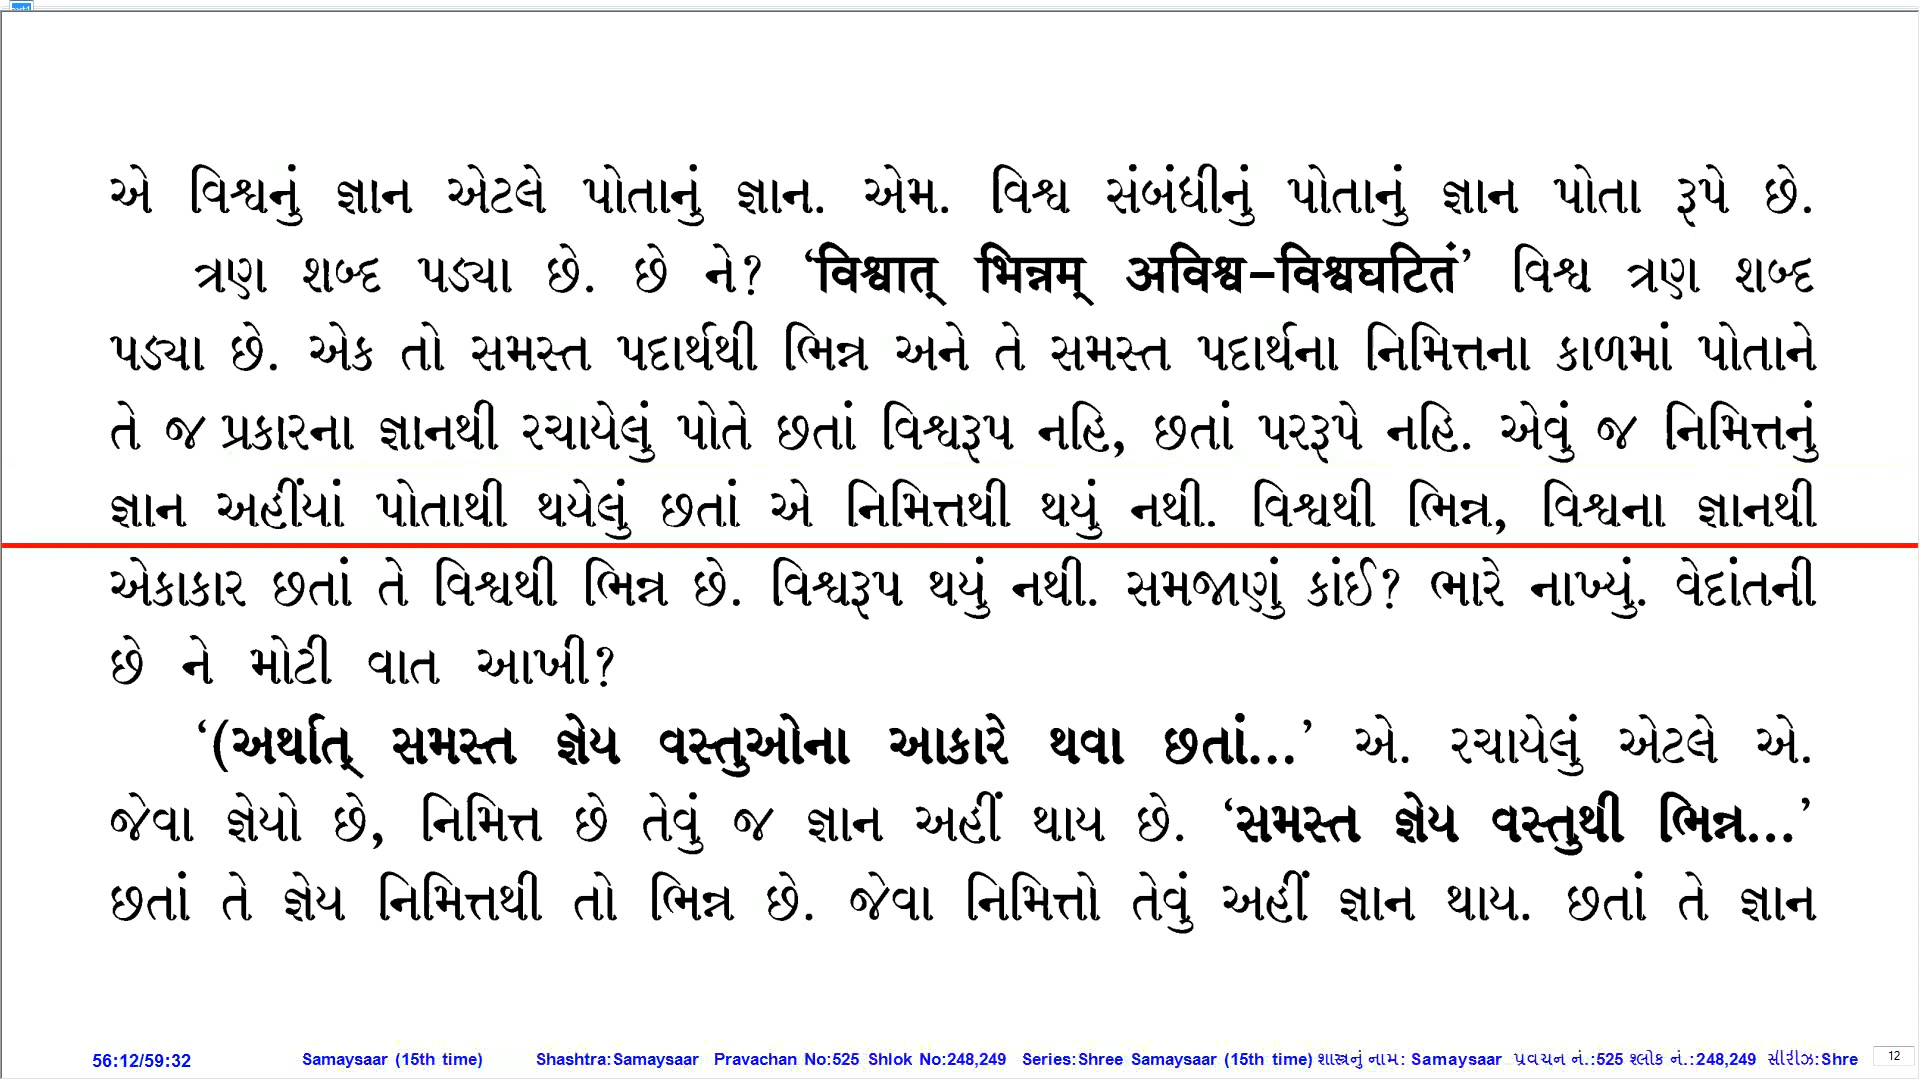 એ વિશ્વનું જ્ઞાન એટલે પોતાનું જ્ઞાન. એમ. વિશ્વ સંબંધીનું પોતાનું જ્ઞાન પોતા રૂપે છે.
ત્રણ શબ્દ પડ્યા છે. છે ને? ‘विश्वात् भिन्नम् अविश्व–विश्वघटितं’ વિશ્વ ત્રણ શબ્દ
પડ્યા છે. એક તો સમસ્ત પદાર્થથી ભિન્ન અને તે સમસ્ત પદાર્થના નિમિત્તના કાળમાં પોતાને
તે જ પ્રકારના જ્ઞાનથી રચાયેલું પોતે છતાં વિશ્વરૂપ નહિ, છતાં પરરૂપે નહિ. એવું જ નિમિત્તનું
જ્ઞાન અહીંયાં પોતાથી થયેલું છતાં એ નિમિત્તથી થયું નથી. વિશ્વથી ભિન્ન, વિશ્વના જ્ઞાનથી
એકાકાર છતાં તે વિશ્વથી ભિન્ન છે. વિશ્વરૂપ થયું નથી. સમજાણું કાંઈ? ભારે નાખ્યું. વેદાંતની
છે ને મોટી વાત આખી?
‘(અર્થાત્ સમસ્ત જ્ઞેય વસ્તુઓના આકારે થવા છતાં...’ એ. રચાયેલું એટલે એ.
જેવા જ્ઞેયો છે, નિમિત્ત છે તેવું જ જ્ઞાન અહીં થાય છે. ‘સમસ્ત જ્ઞેય વસ્તુથી ભિન્ન...’
છતાં તે જ્ઞેય નિમિત્તથી તો ભિન્ન છે. જેવા નિમિત્તો તેવું અહીં જ્ઞાન થાય. છતાં તે જ્ઞાન
56:12/59:32 Samaysaar (15th time) Shashtra:Samaysaar Pravachan No:525 Shlok No:248,249 Series:Shree Samaysaar (15th time) શાસ્ત્રનું નામ: Samaysaar પ્રવચન નં.:525 શ્લોક નં.:248,249 સીરીઝ:Shre 12